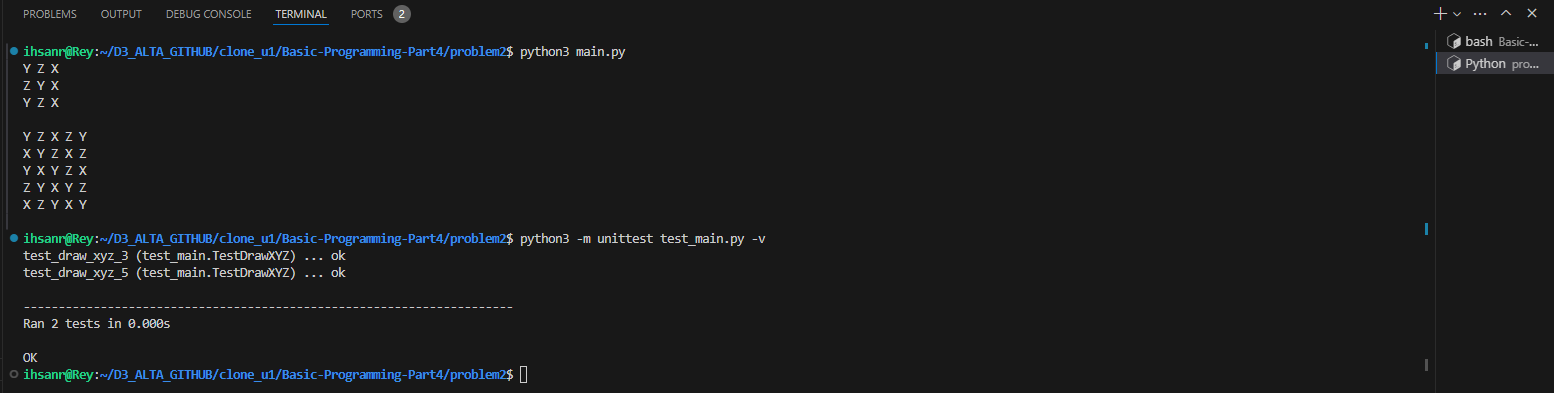 PROBLEMS OUTPUT DEBUG CONSOLE TERMINAL PORTS 2
ihsanr@Rey:~/D3_ALTA_GITHUB/clone_u1/Basic-Programming-Part4/problem2$ python3 main.py
Y Z X
Z Y X
Y Z X
Y Z X Z Y
X Y Z X Z
Y X Y Z X
Z Y X Y Z
X Z Y X Y
ihsanr@Rey:~/D3_ALTA_GITHUB/clone_u1/Basic-Programming-Part4/problem2$ python3 -m unittest test_main.py -v
test_draw_xyz_3 (test_main.TestDrawXYZ) ... ok
test_draw_xyz_5 (test_main.TestDrawXYZ) ... ok
----------------------------------------------------------------------
Ran 2 tests in 0.000s
OK
ihsanr@Rey:~/D3_ALTA_GITHUB/clone_u1/Basic-Programming-Part4/problem2$
bash Basic-...
Python pro...